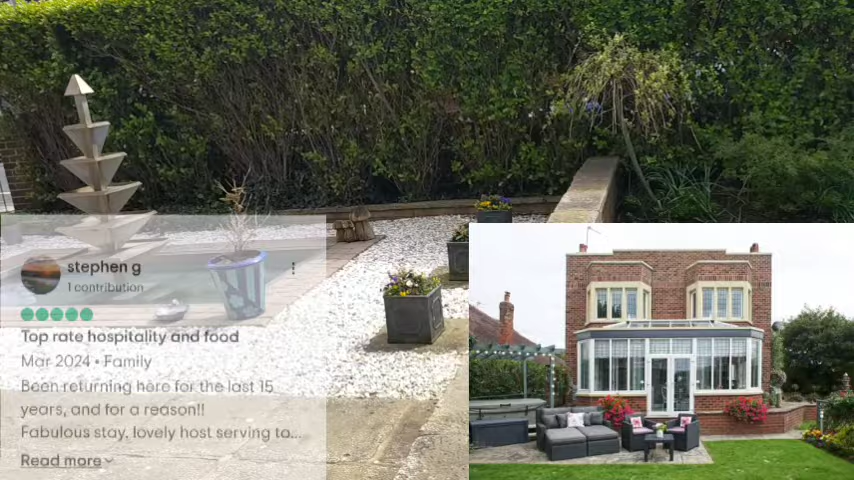 stephen g
1 contribution
Top rate hospitality and food
Mar 2024 • Family
Been returning here for the last 15
years, and for a reason!!
Fabulous stay, lovely host serving to...
Read more